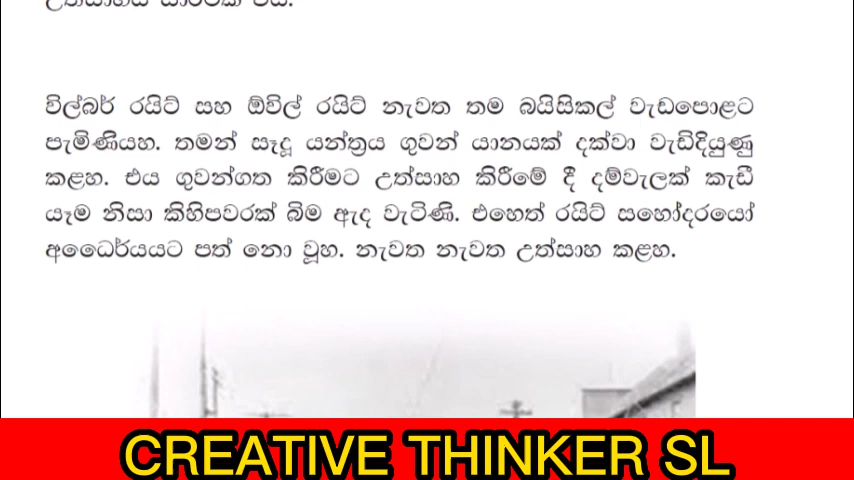 විල්බර් රයිට් සහ ඕවිල් රයිට් නැවත තම බයිසිකල් වැඩපොළට
පැමිණියහ. තමන් සෑදූ යන්ත්‍රය ගුවන් යානයක් දක්වා වැඩිදියුණු
කළහ. එය ගුවන්ගත කිරීමට උත්සාහ කිරීමේ දී දම්වැලක් කැඩී
යෑම නිසා කිහිපවරක් බිම ඇද වැටිණි. එහෙත් රයිට් සහෝදරයෝ
අධෛර්යයට පත් නො වූහ. නැවත නැවත උත්සාහ කළහ.
CREATIVE THINKER SL